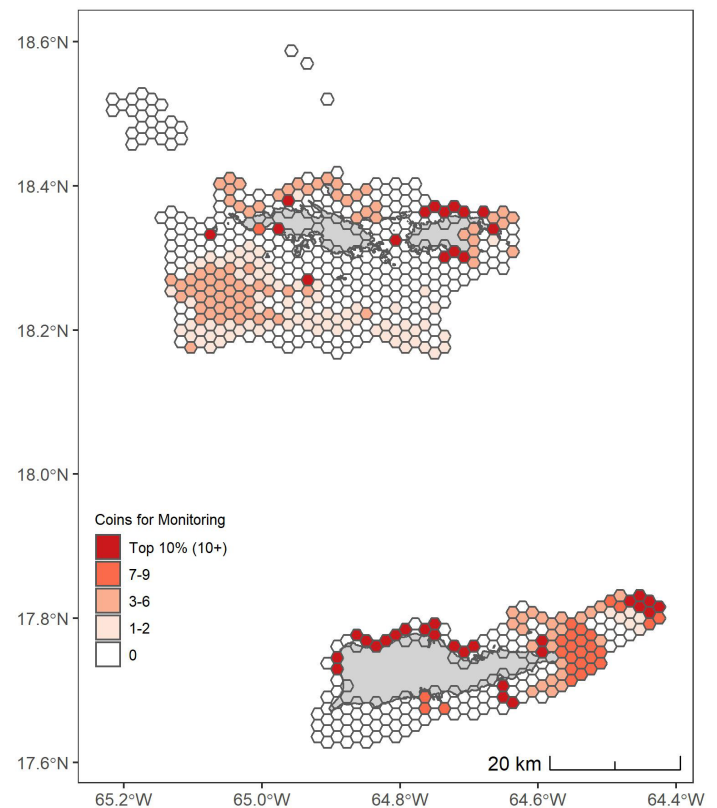 18.6°N
18.4°N
18.2°N
18.0°N
17.8°N
17.6°N
Coins for Monitoring
Top 10% (10+)
7-9
3-6
1-2
0
20 km
65.2°W 65.0°W 64.8°W 64.6°W 64.4°W